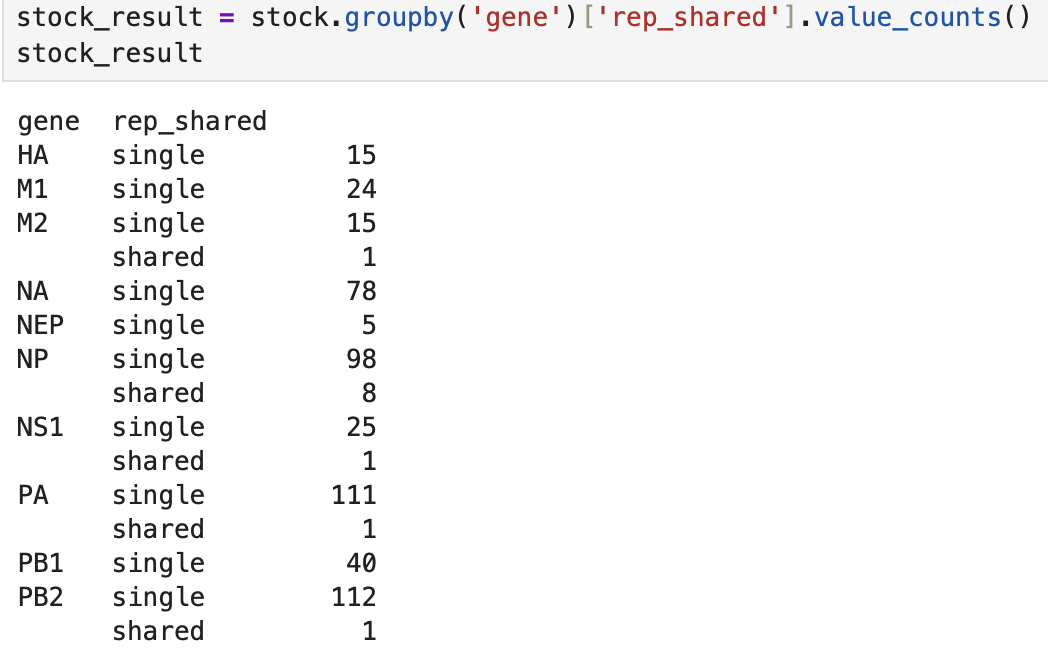 stock_result = stock.groupby('gene')['rep_shared'].value_counts()
stock_result
gene  rep_shared
HA    single         15
M1    single         24
M2    single         15
      shared          1
NA    single         78
NEP   single          5
NP    single         98
      shared          8
NS1   single         25
      shared          1
PA    single        111
      shared          1
PB1   single         40
PB2   single        112
      shared          1